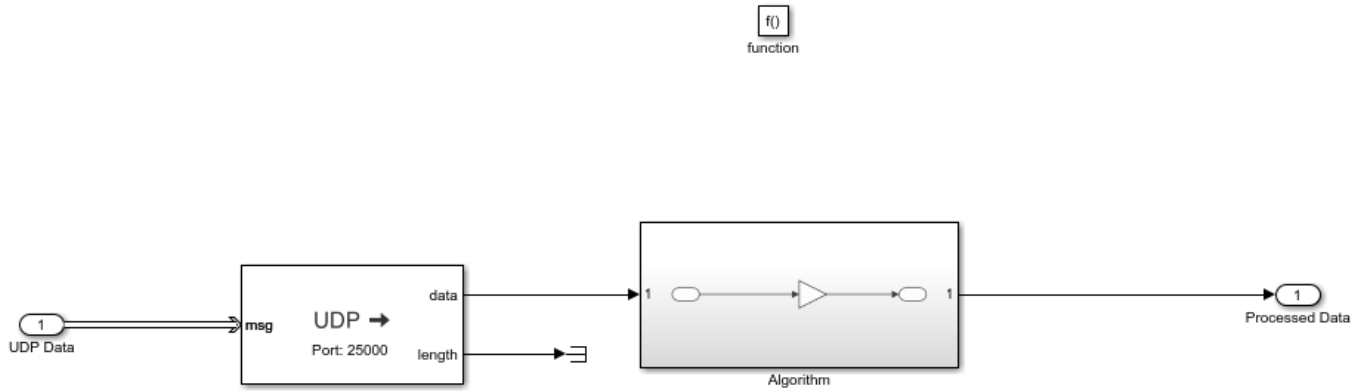 f()
function
data
1
1
1
1
msg
UDP ➔
Port: 25000
length
UDP Data
Processed Data
Algorithm